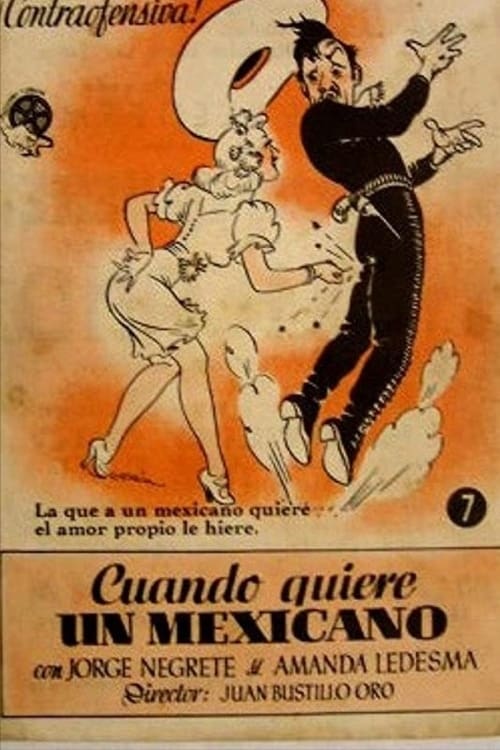 ¡Contraofensiva!
La que a un mexicano quiere...
el amor propio le hiere.
7
Cuando quiere
UN MEXICANO
con JORGE NEGRETE y AMANDA LEDESMA
Director: JUAN BUSTILLO ORO